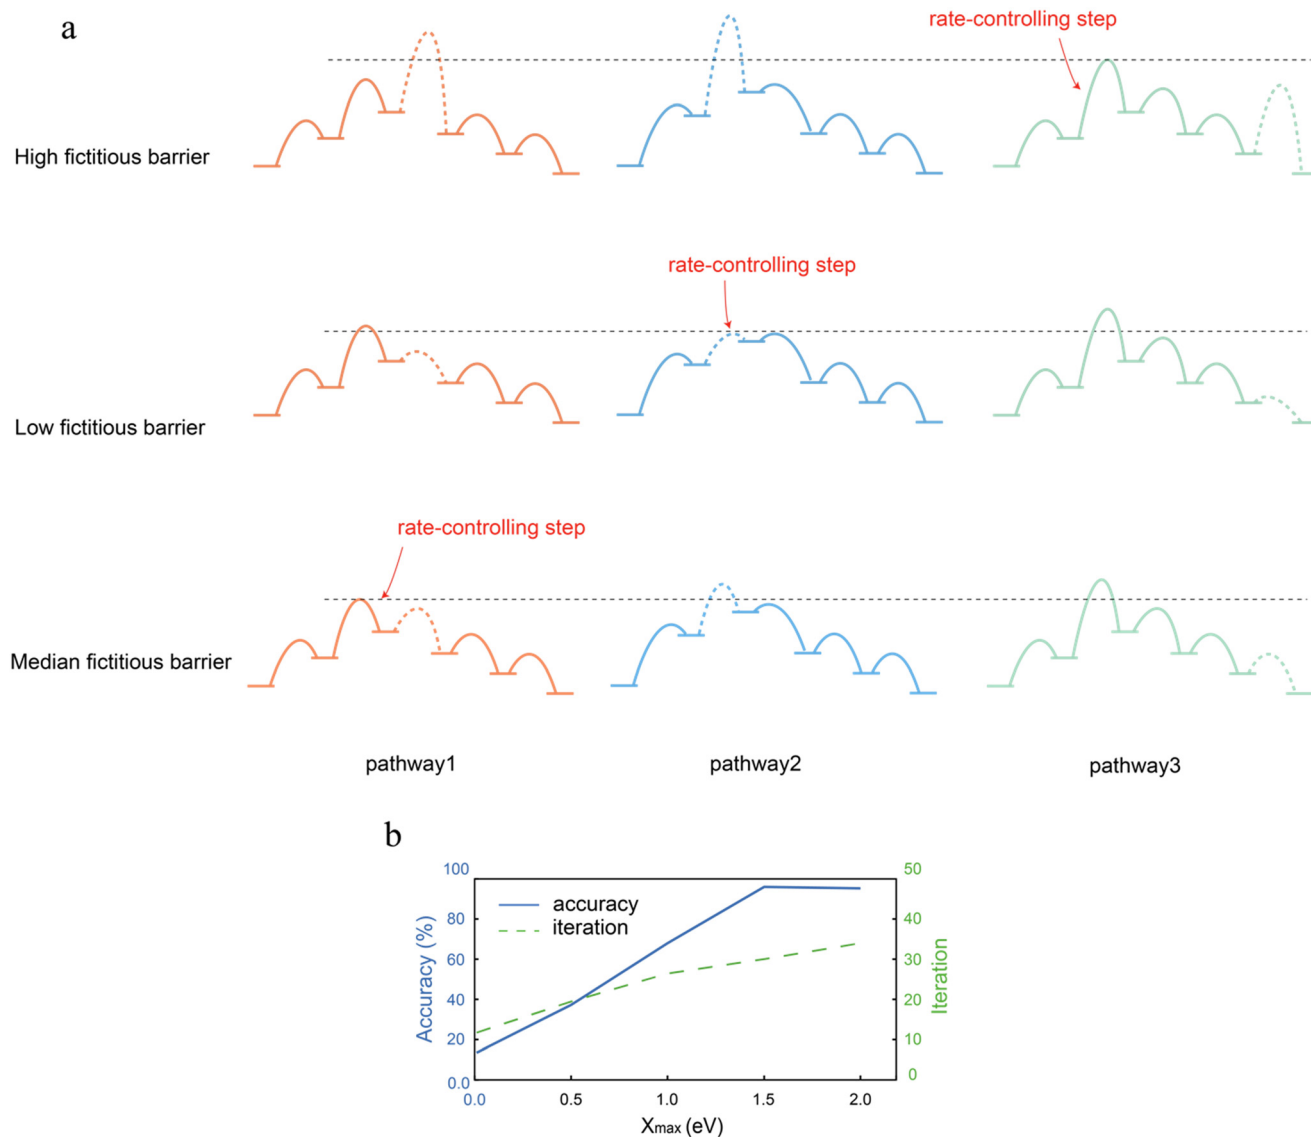 a
rate-controlling step
High fictitious barrier
rate-controlling step
Low fictitious barrier
rate-controlling step
Median fictitious barrier
pathway1 pathway2 pathway3
b
100 50
accuracy
80 40
iteration
60 30
Accuracy (%) Iteration
40 20
20 10
0.0 0
0.0 0.5 1.0 1.5 2.0
Xmax (eV)